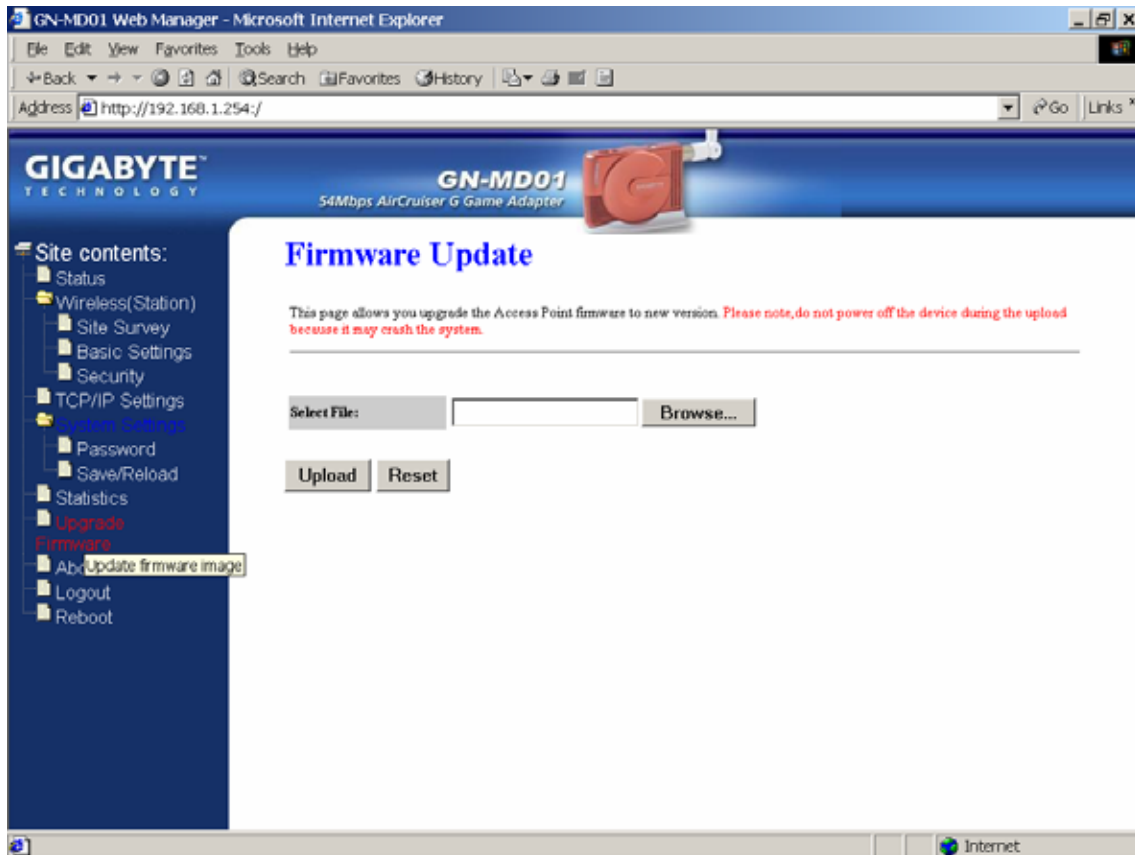 GN-MD01 Web Manager - Microsoft Internet Explorer
File Edit View Favorites Tools Help
Back Search Favorites History
Address http://192.168.1.254:/ Go Links
GIGABYTE™
TECHNOLOGY
GN-MD01
54Mbps AirCruiser G Game Adapter
Site contents:
Status
Wireless(Station)
Site Survey
Basic Settings
Security
TCP/IP Settings
System Settings
Password
Save/Reload
Statistics
Upgrade
Firmware
Update firmware image
Logout
Reboot
Firmware Update
This page allows you upgrade the Access Point firmware to new version. Please note,do not power off the device during the upload
because it may crash the system.
Select File: Browse...
Upload Reset
Internet